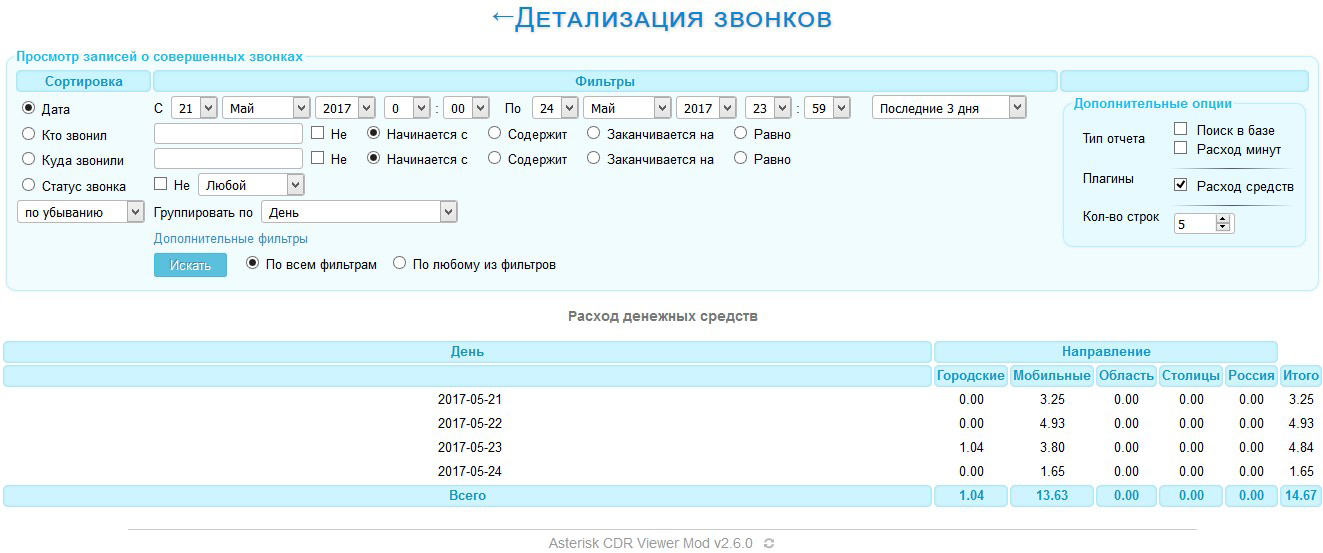 ←Детализация звонков
Просмотр записей о совершенных звонках
Сортировка Фильтры
Дата С 21 Май 2017 0 : 00 По 24 Май 2017 23 : 59 Последние 3 дня
Кто звонил Не Начинается с Содержит Заканчивается на Равно
Куда звонили Не Начинается с Содержит Заканчивается на Равно
Статус звонка Не Любой
по убыванию Группировать по День
Дополнительные фильтры
Искать По всем фильтрам По любому из фильтров
Дополнительные опции
Тип отчета Поиск в базе
Расход минут
Плагины Расход средств
Кол-во строк 5
Расход денежных средств
День Направление
Городские Мобильные Область Столицы Россия Итого
2017-05-21 0.00 3.25 0.00 0.00 0.00 3.25
2017-05-22 0.00 4.93 0.00 0.00 0.00 4.93
2017-05-23 1.04 3.80 0.00 0.00 0.00 4.84
2017-05-24 0.00 1.65 0.00 0.00 0.00 1.65
Всего 1.04 13.63 0.00 0.00 0.00 14.67
Asterisk CDR Viewer Mod v2.6.0